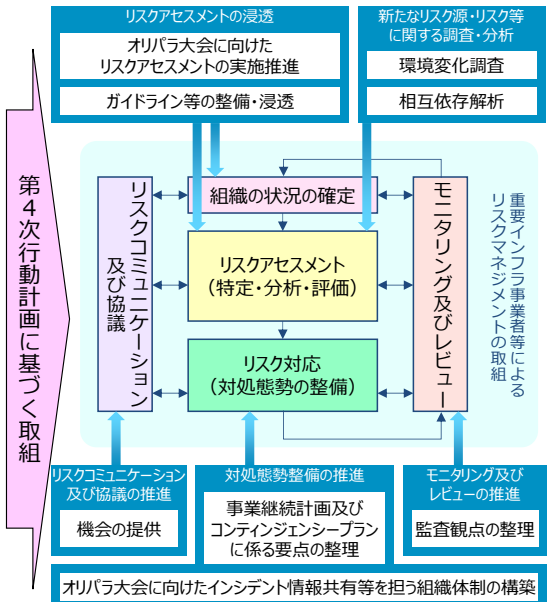 リスクアセスメントの浸透
オリパラ大会に向けた
リスクアセスメントの実施推進
ガイドライン等の整備・浸透
新たなリスク源・リスク等
に関する調査・分析
環境変化調査
相互依存解析
第4次行動計画に基づく取組
リスクコミュニケーション
及び協議
組織の状況の確定
リスクアセスメント
(特定・分析・評価)
リスク対応
(対処態勢の整備)
モニタリング及びレビュー
重要インフラ事業者等による
リスクマネジメントの取組
リスクコミュニケーション
及び協議の推進
機会の提供
対処態勢整備の推進
事業継続計画及び
コンティンジェンシープラン
に係る要点の整理
モニタリング及び
レビューの推進
監査観点の整理
オリパラ大会に向けたインシデント情報共有等を担う組織体制の構築